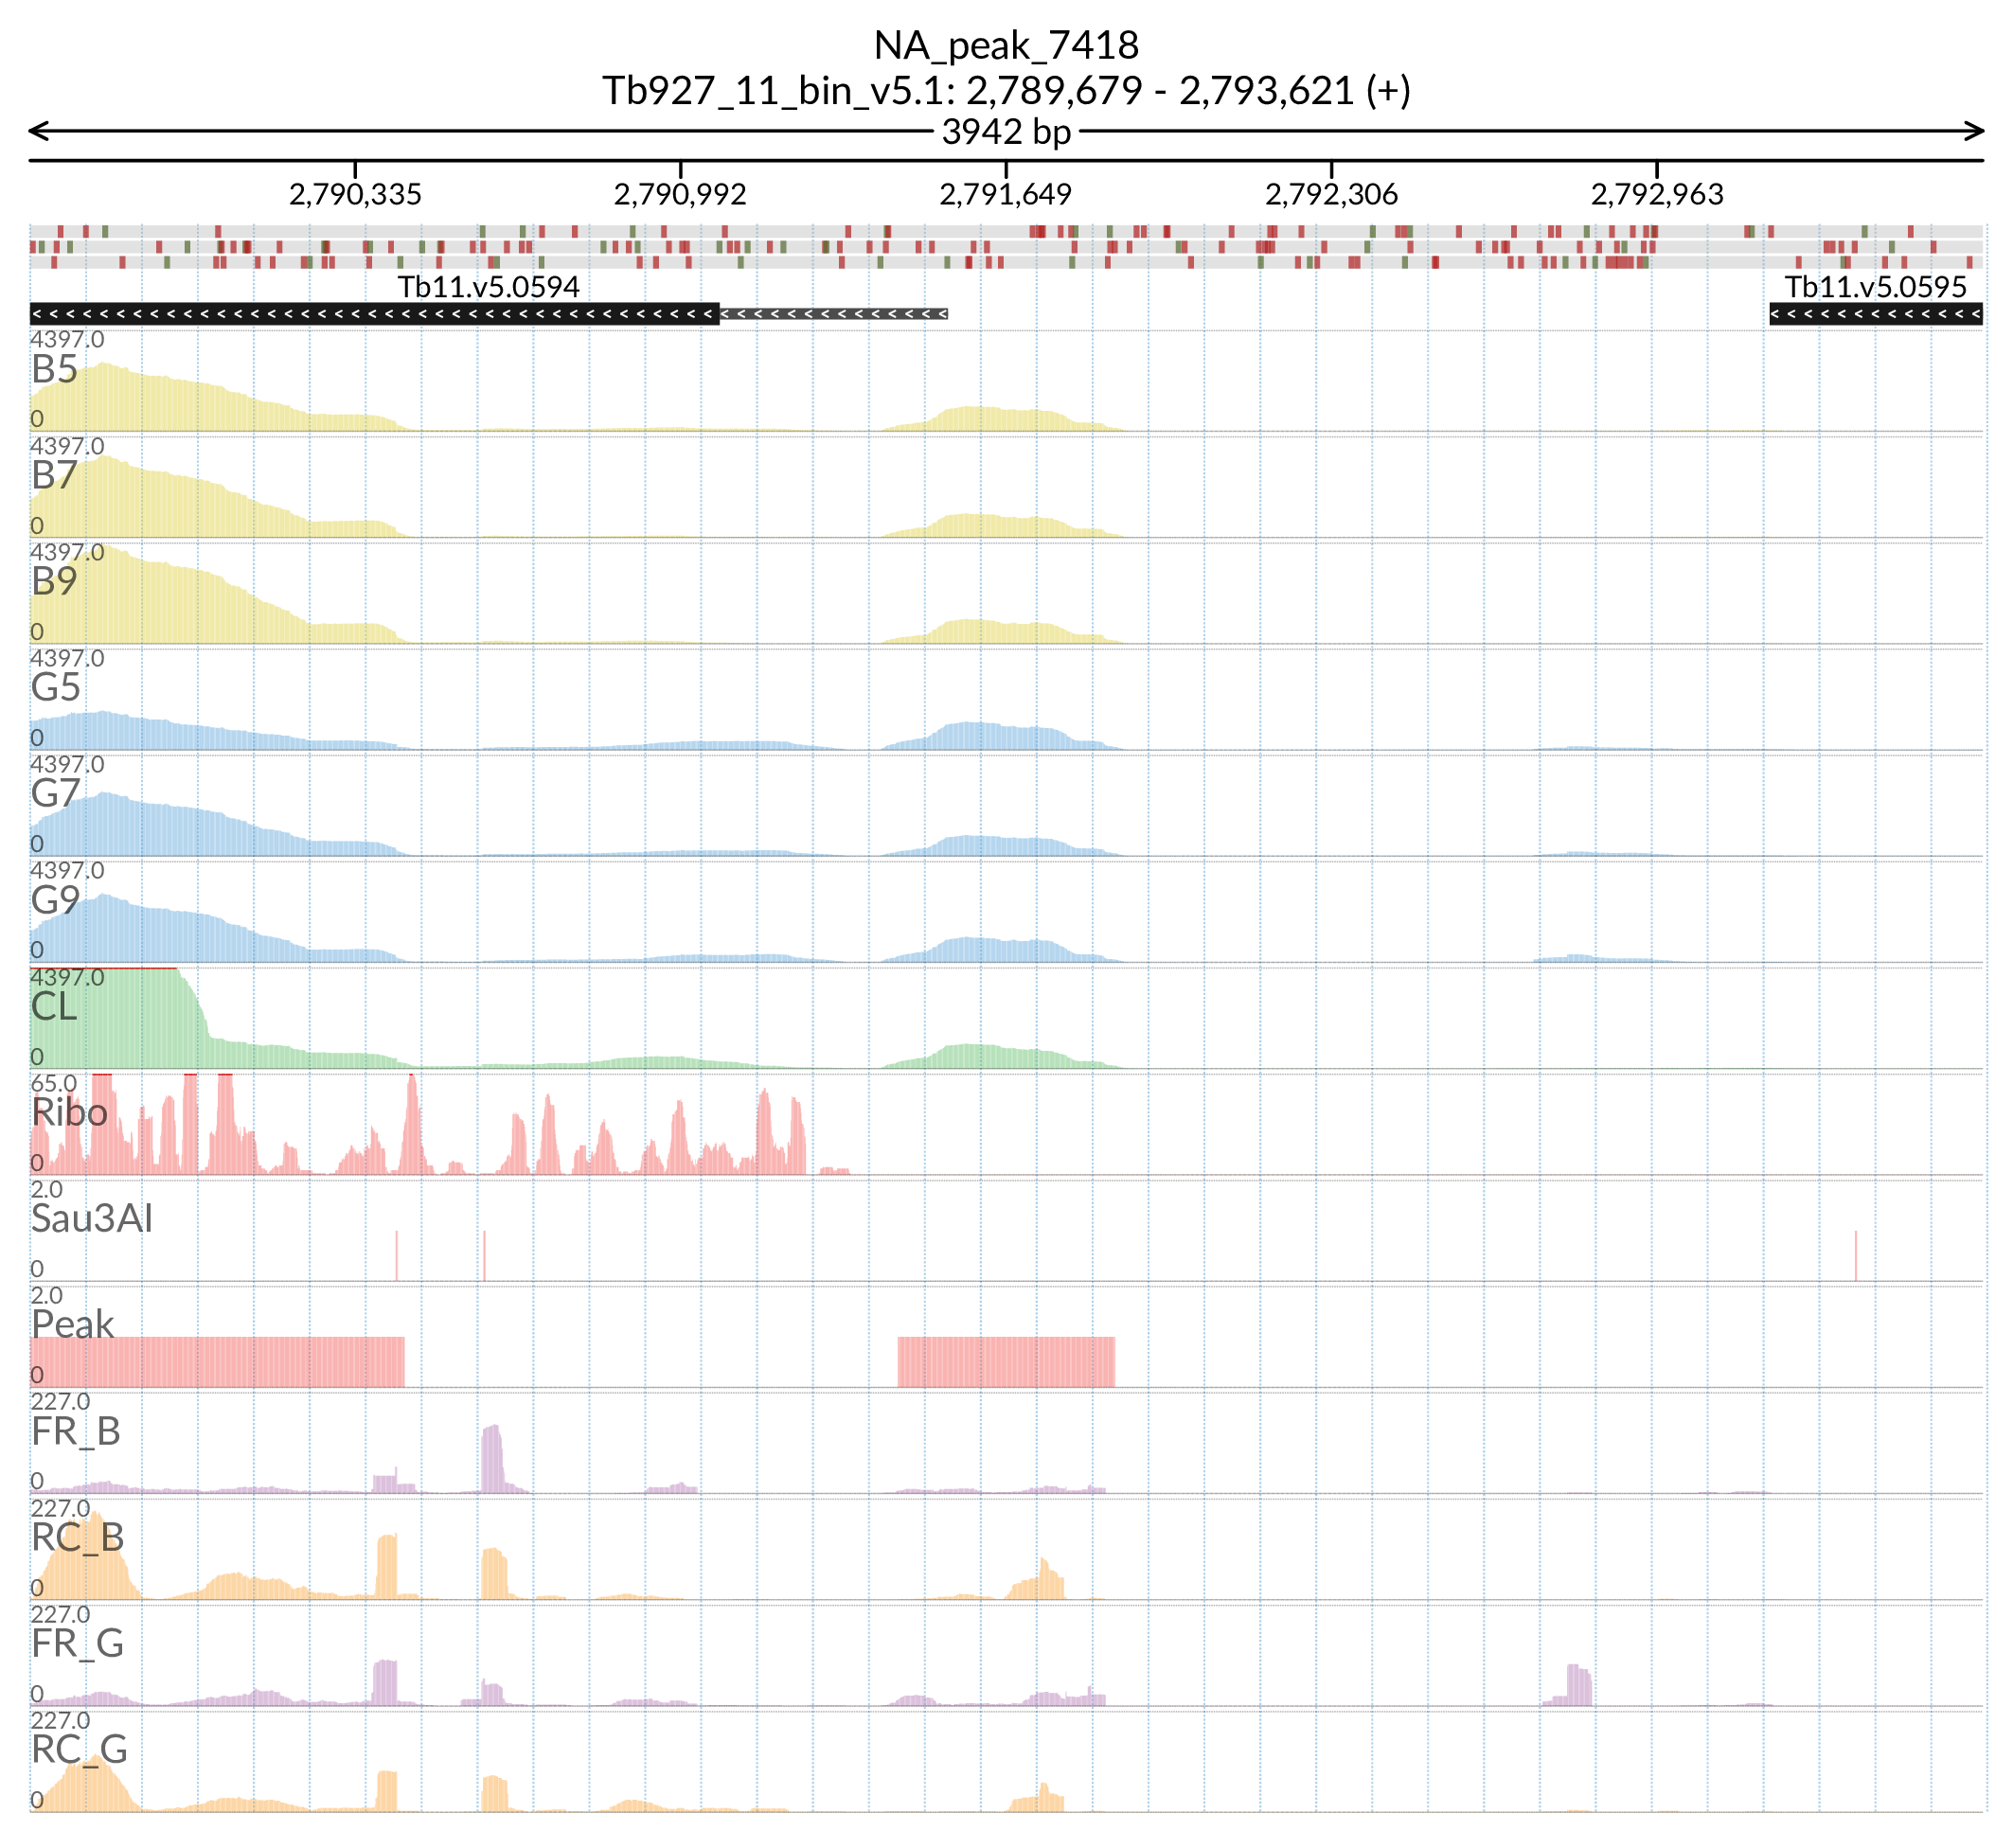 NA_peak_7418
Tb927_11_bin_v5.1: 2,789,679 - 2,793,621 (+)
3942 bp
2,790,335 2,790,992 2,791,649 2,792,306 2,792,963
Tb11.v5.0594 Tb11.v5.0595
4397.0
B5
0
4397.0
B7
0
4397.0
B9
0
4397.0
G5
0
4397.0
G7
0
4397.0
G9
0
4397.0
CL
0
65.0
Ribo
0
2.0
Sau3AI
0
2.0
Peak
0
227.0
FR_B
0
227.0
RC_B
0
227.0
FR_G
0
227.0
RC_G
0